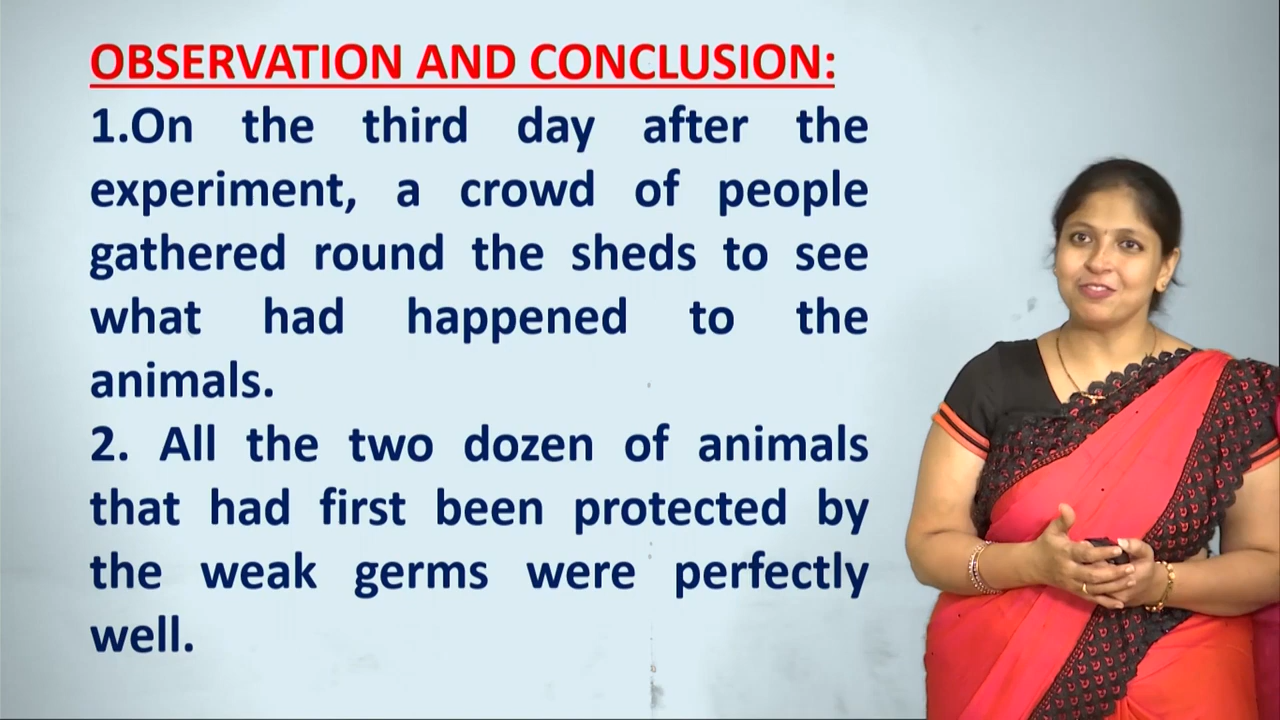 OBSERVATION AND CONCLUSION:
1.On the third day after the
experiment, a crowd of people
gathered round the sheds to see
what had happened to the
animals.
2. All the two dozen of animals
that had first been protected by
the weak germs were perfectly
well.